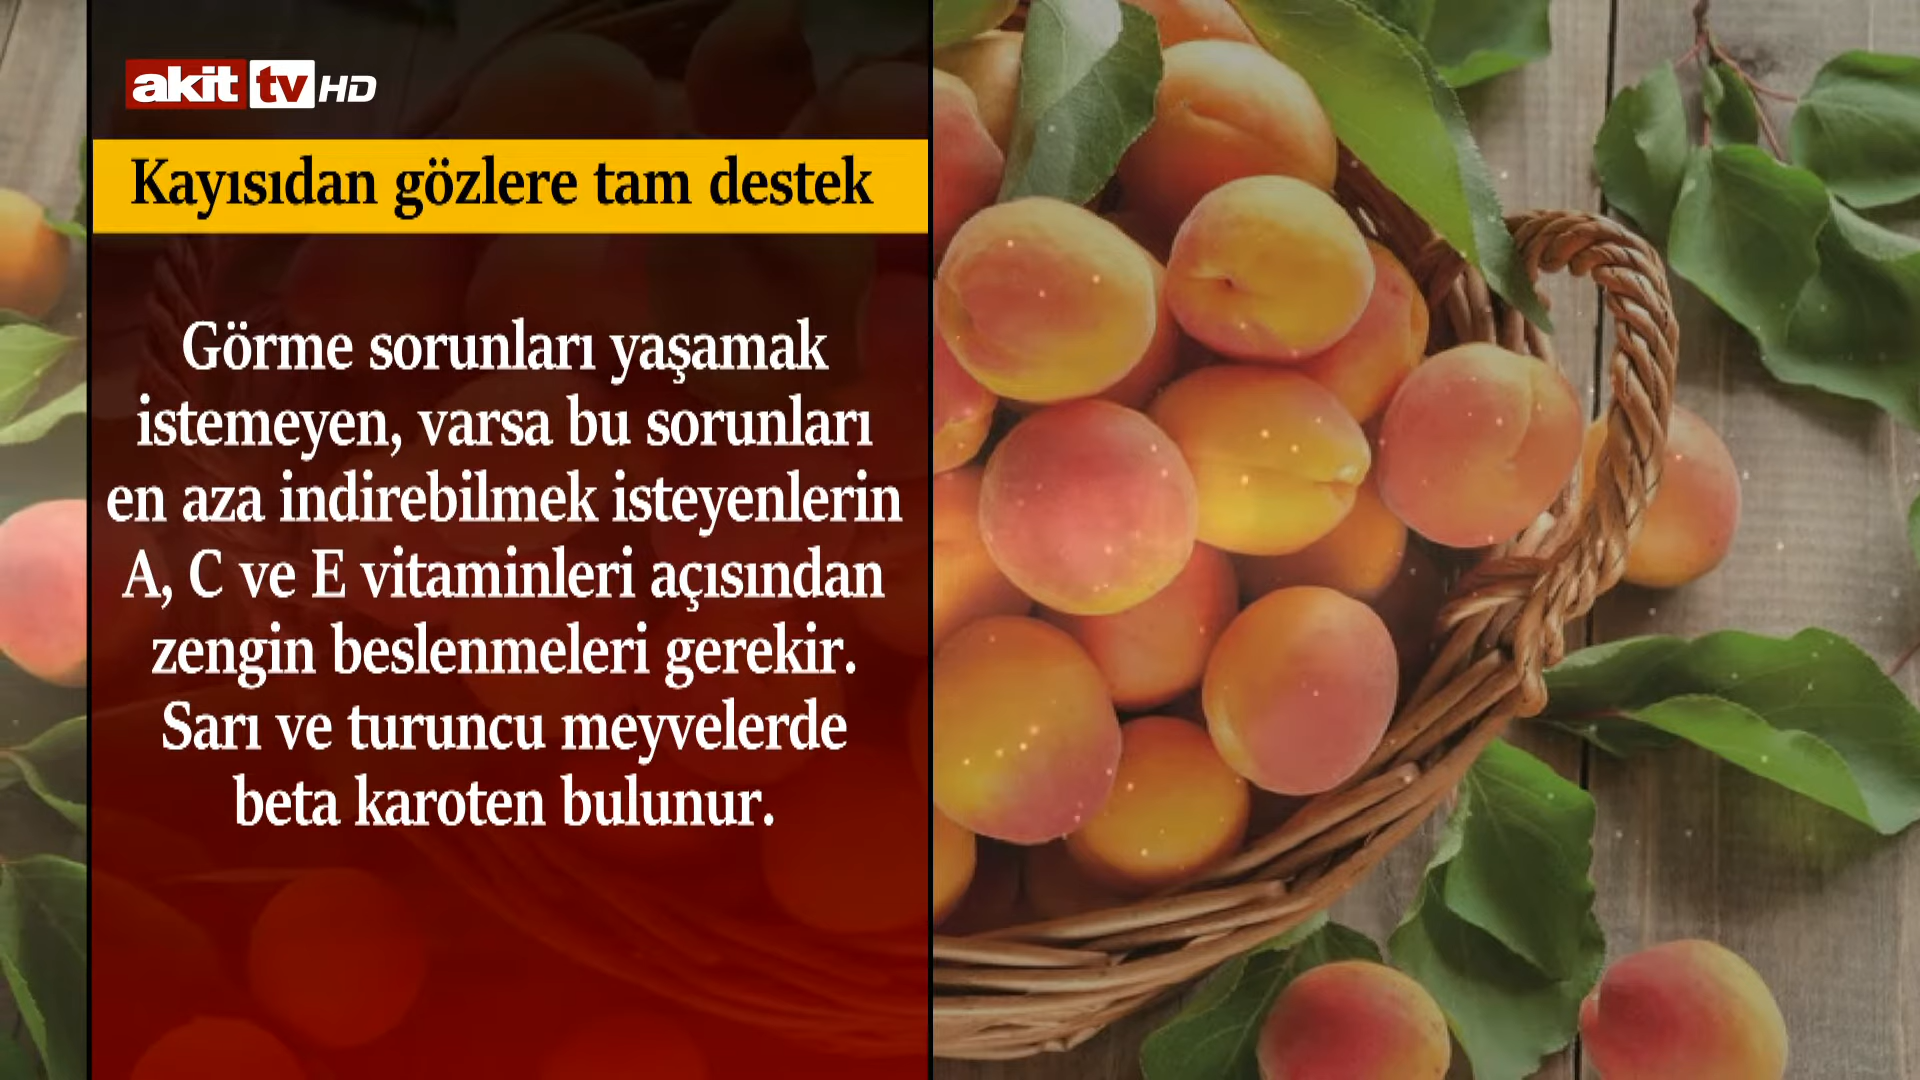 akit tv HD
Kayısıdan gözlere tam destek
Görme sorunları yaşamak
istemeyen, varsa bu sorunları
en aza indirebilmek isteyenlerin
A, C ve E vitaminleri açısından
zengin beslenmeleri gerekir.
Sarı ve turuncu meyvelerde
beta karoten bulunur.